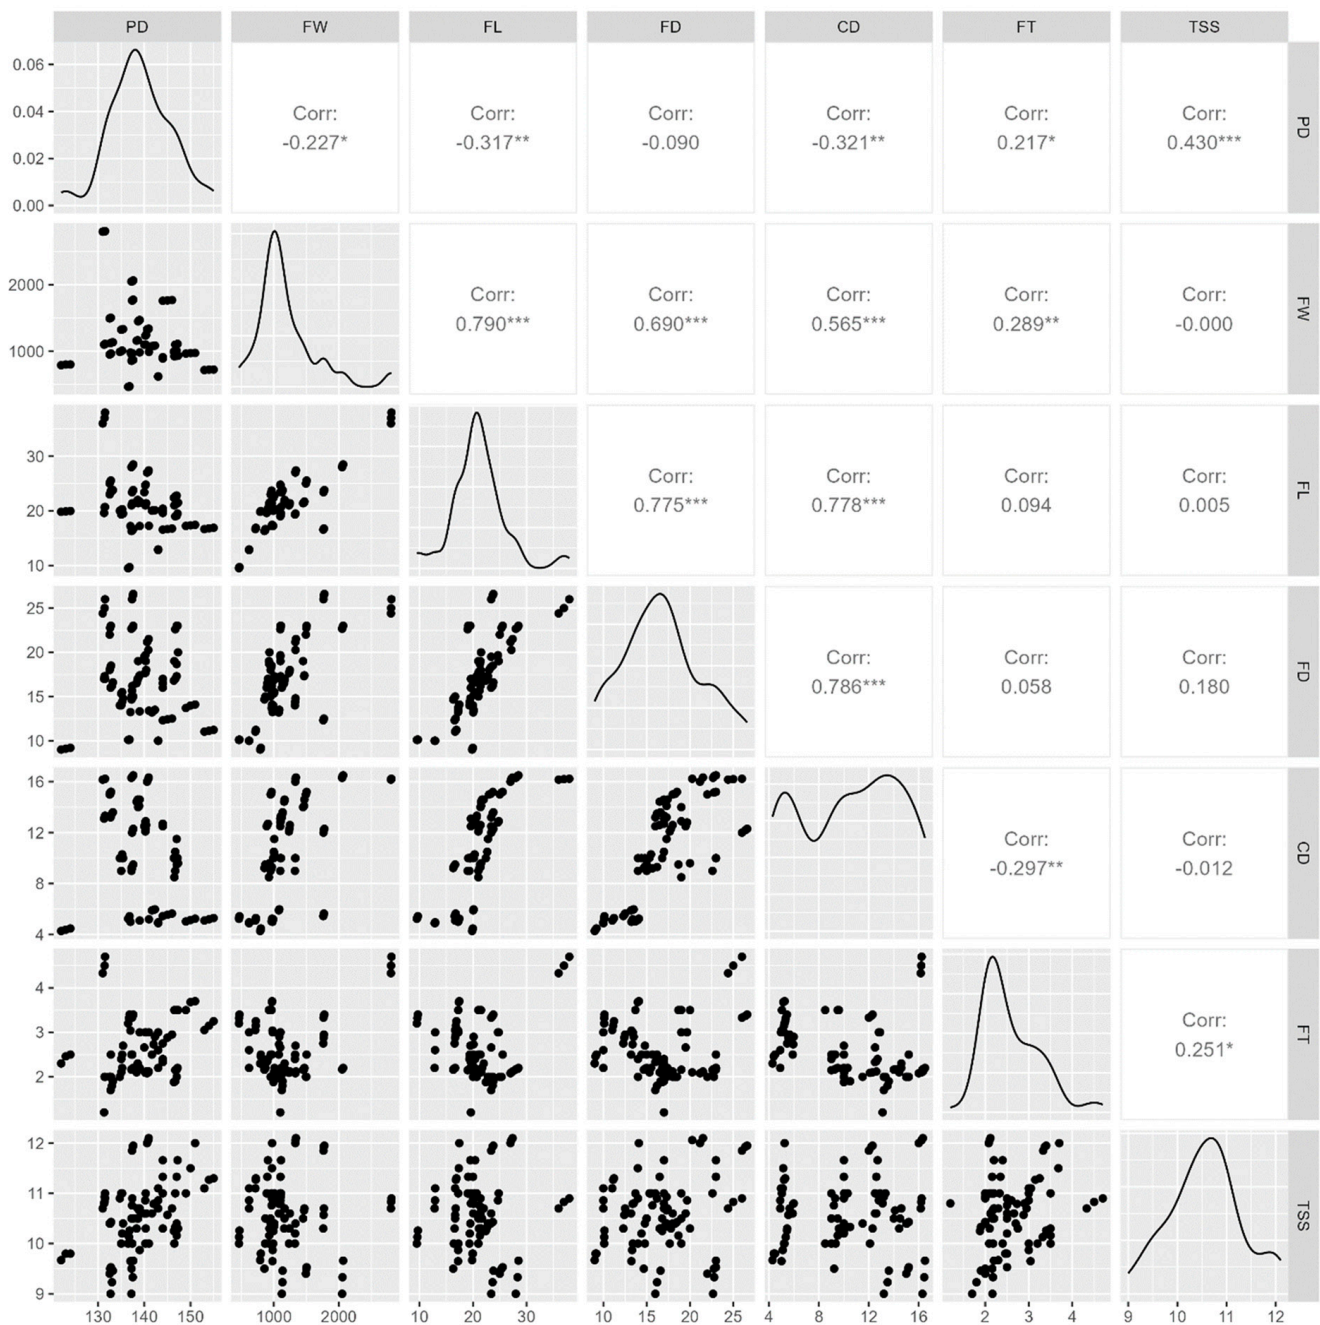 PD FW FL FD CD FT TSS
0.06
0.04
0.02
0.00
Corr: Corr: Corr: Corr: Corr: Corr:
-0.227* -0.317** -0.090 -0.321** 0.217* 0.430***
PD
2000
1000
Corr: Corr: Corr: Corr: Corr:
0.790*** 0.690*** 0.565*** 0.289** -0.000
FW
30
20
10
Corr: Corr: Corr: Corr:
0.775*** 0.778*** 0.094 0.005
FL
25
20
15
10
Corr: Corr: Corr:
0.786*** 0.058 0.180
FD
16
12
8
4
Corr: Corr:
-0.297** -0.012
CD
4
3
2
Corr:
0.251*
FT
12
11
10
9
TSS
130 140 150 1000 2000 10 20 30 10 15 20 25 4 8 12 16 2 3 4 9 10 11 12